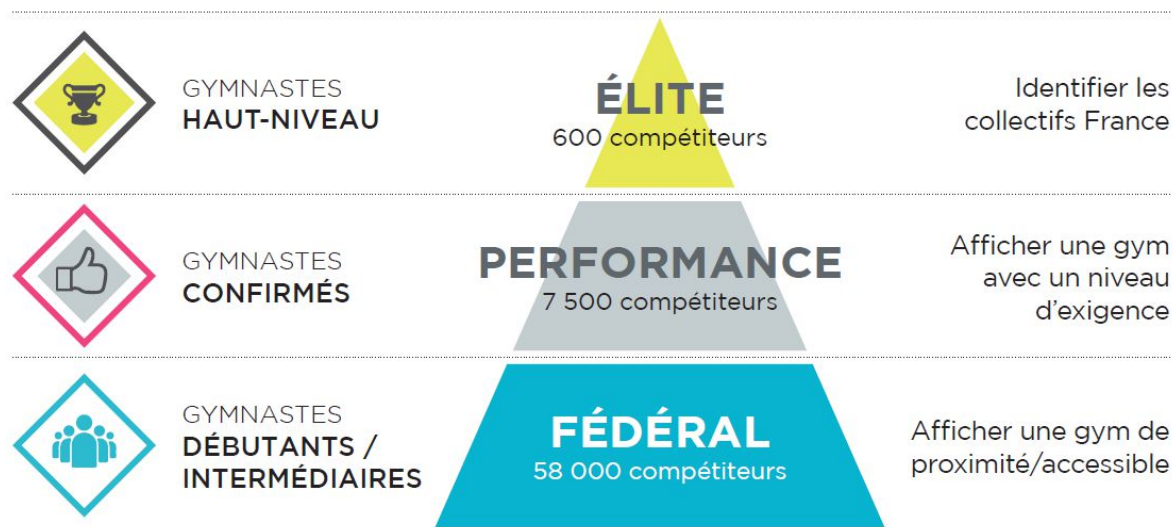 GYMNASTES
HAUT-NIVEAU
ÉLITE
600 compétiteurs
Identifier les
collectifs France
GYMNASTES
CONFIRMÉS
PERFORMANCE
7 500 compétiteurs
Afficher une gym
avec un niveau
d’exigence
GYMNASTES
DÉBUTANTS /
INTERMÉDIAIRES
FÉDÉRAL
58 000 compétiteurs
Afficher une gym de
proximité/accessible